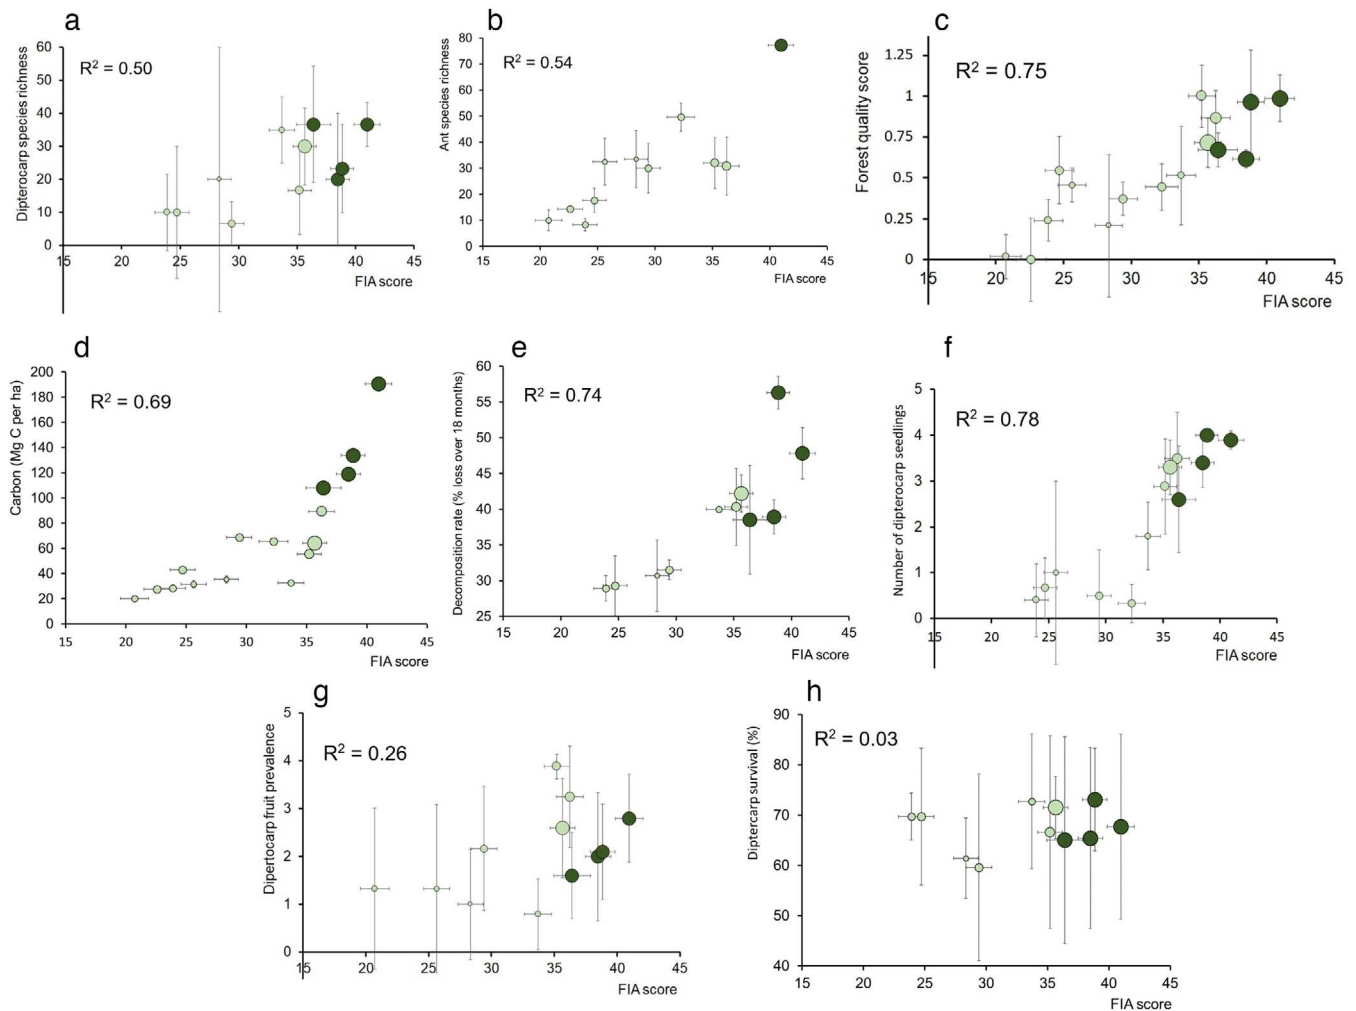 a
R² = 0.50
Dipterocarp species richness
60
50
40
30
20
10
0
15 20 25 30 35 40 45
FIA score
b
R² = 0.54
Ant species richness
80
70
60
50
40
30
20
10
0
15 20 25 30 35 40 45
FIA score
c
R² = 0.75
Forest quality score
1.25
1
0.75
0.5
0.25
0
15 20 25 30 35 40 45
FIA score
d
R² = 0.69
Carbon (Mg C per ha)
200
180
160
140
120
100
80
60
40
20
0
15 20 25 30 35 40 45
FIA score
e
R² = 0.74
Decomposition rate (% loss over 18 months)
60
55
50
45
40
35
30
25
15 20 25 30 35 40 45
FIA score
f
R² = 0.78
Number of dipterocarp seedlings
5
4
3
2
1
0
15 20 25 30 35 40 45
FIA score
g
R² = 0.26
Dipertocarp fruit prevalence
5
4
3
2
1
0
15 20 25 30 35 40 45
FIA score
h
R² = 0.03
Diptercarp survival (%)
90
80
70
60
50
40
15 20 25 30 35 40 45
FIA score